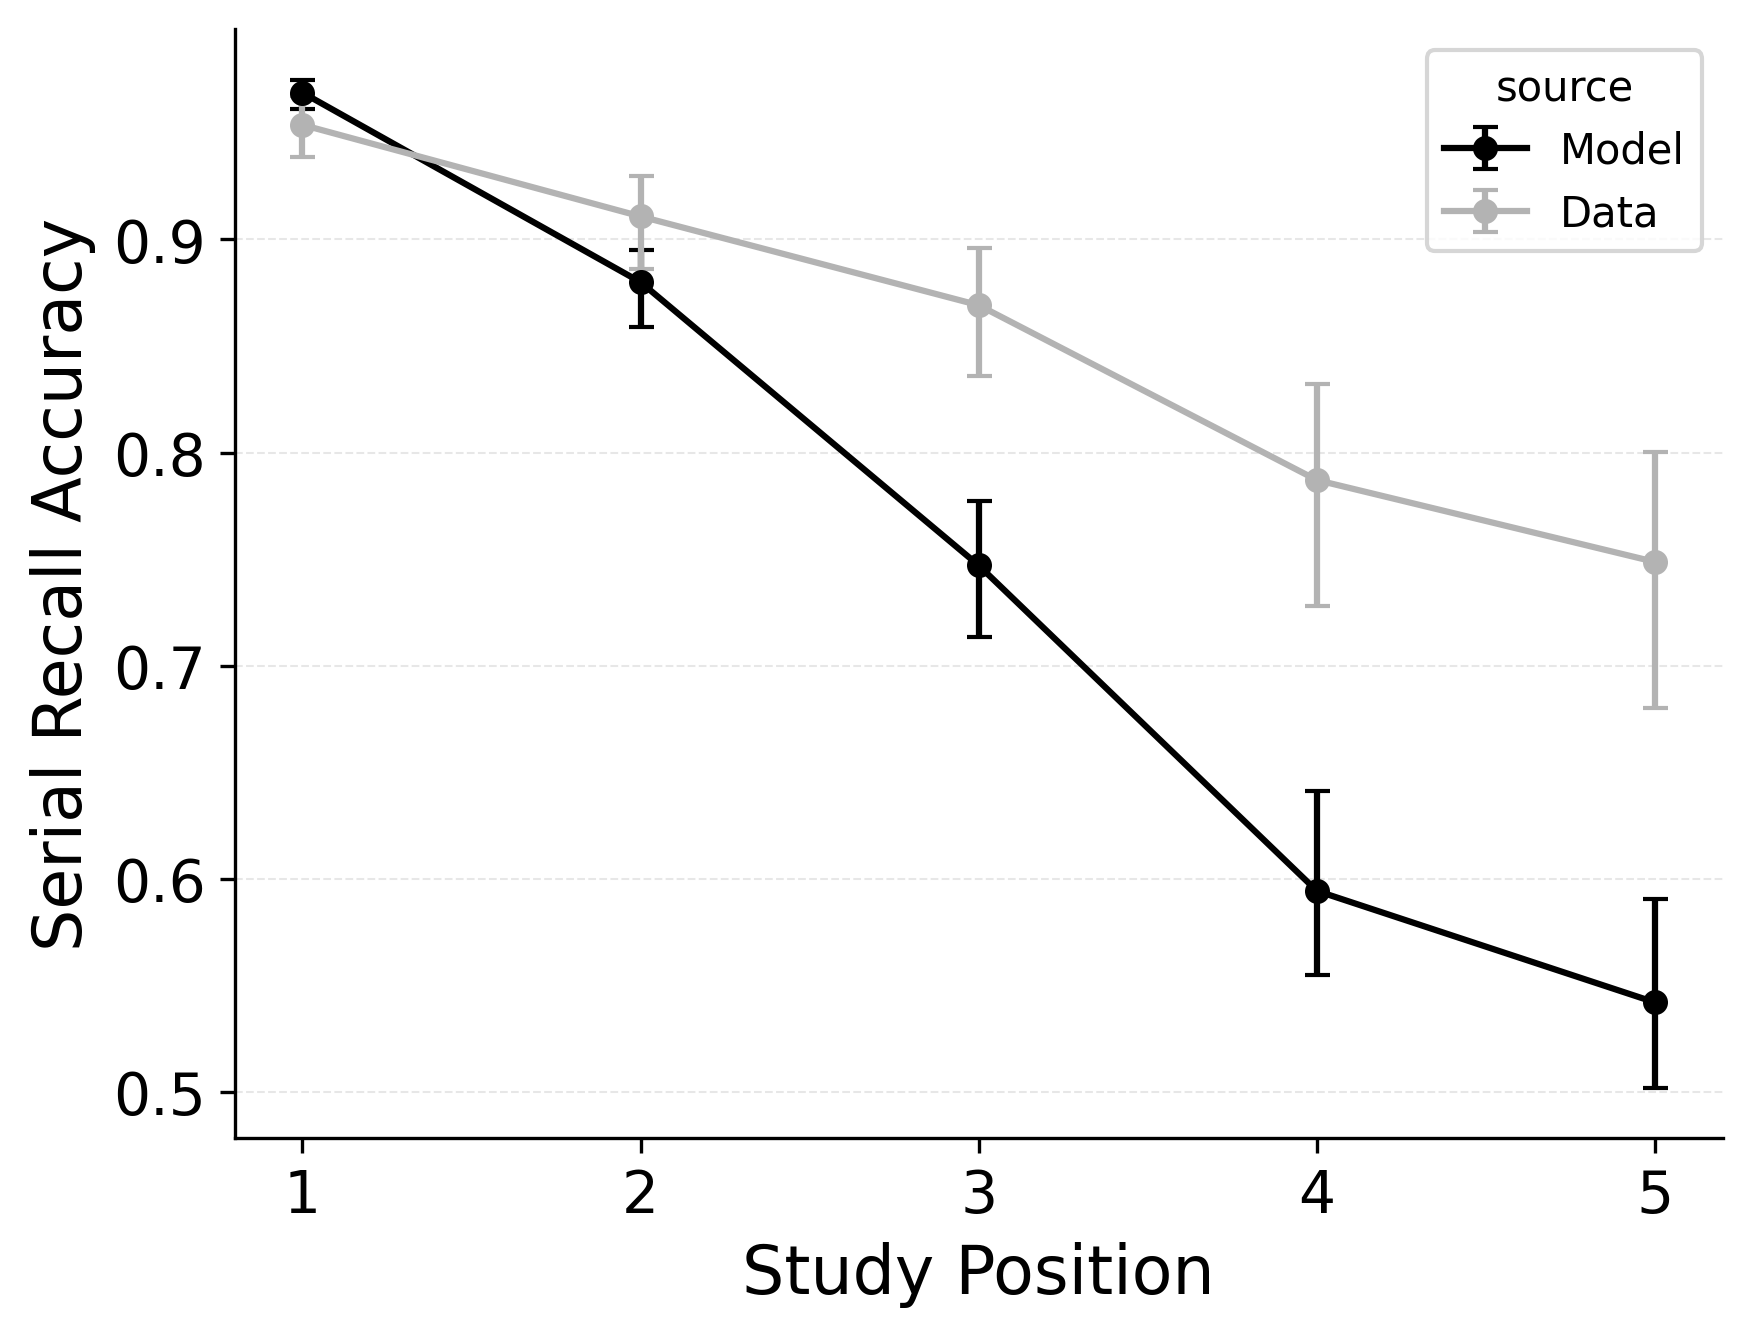 source
Model
Data
Serial Recall Accuracy
0.9
0.8
0.7
0.6
0.5
1 2 3 4 5
Study Position